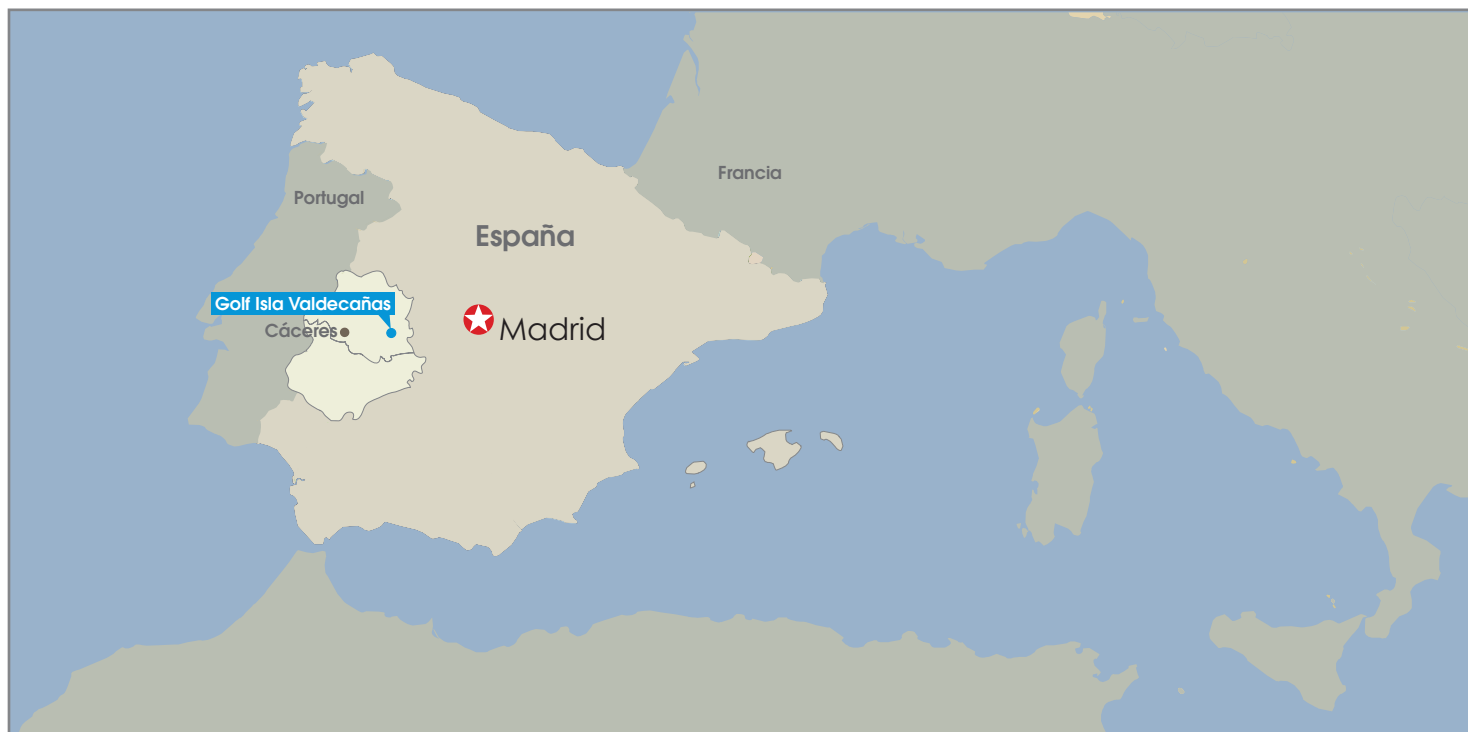 Francia
Portugal
España
Golf Isla Valdecañas
Cáceres
Madrid